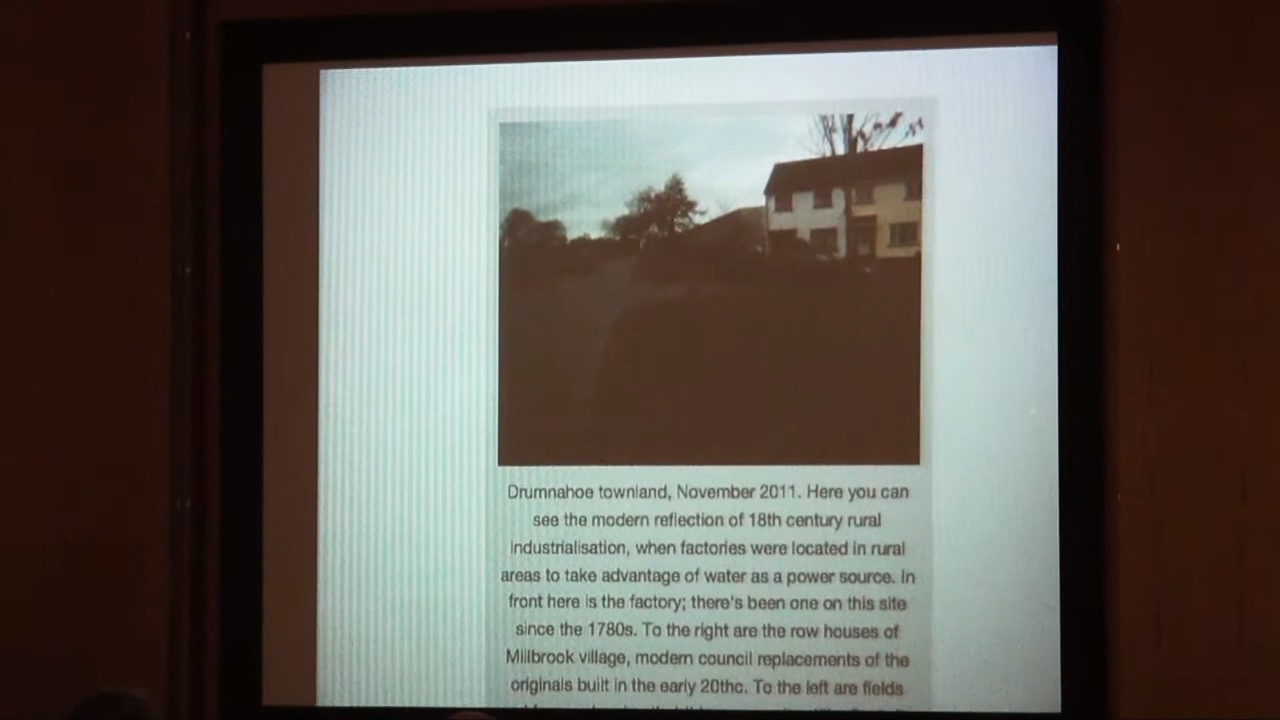 Drumnahoe townland, November 2011. Here you can
see the modern reflection of 18th century rural
industrialisation, when factories were located in rural
areas to take advantage of water as a power source. In
front here is the factory; there's been one on this site
since the 1780s. To the right are the row houses of
Millbrook village, modern council replacements of the
originals built in the early 20thc. To the left are fields